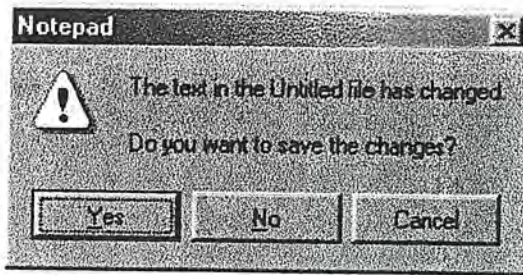 Notepad
The text in the Untitled file has changed.
Do you want to save the changes?
Yes No Cancel